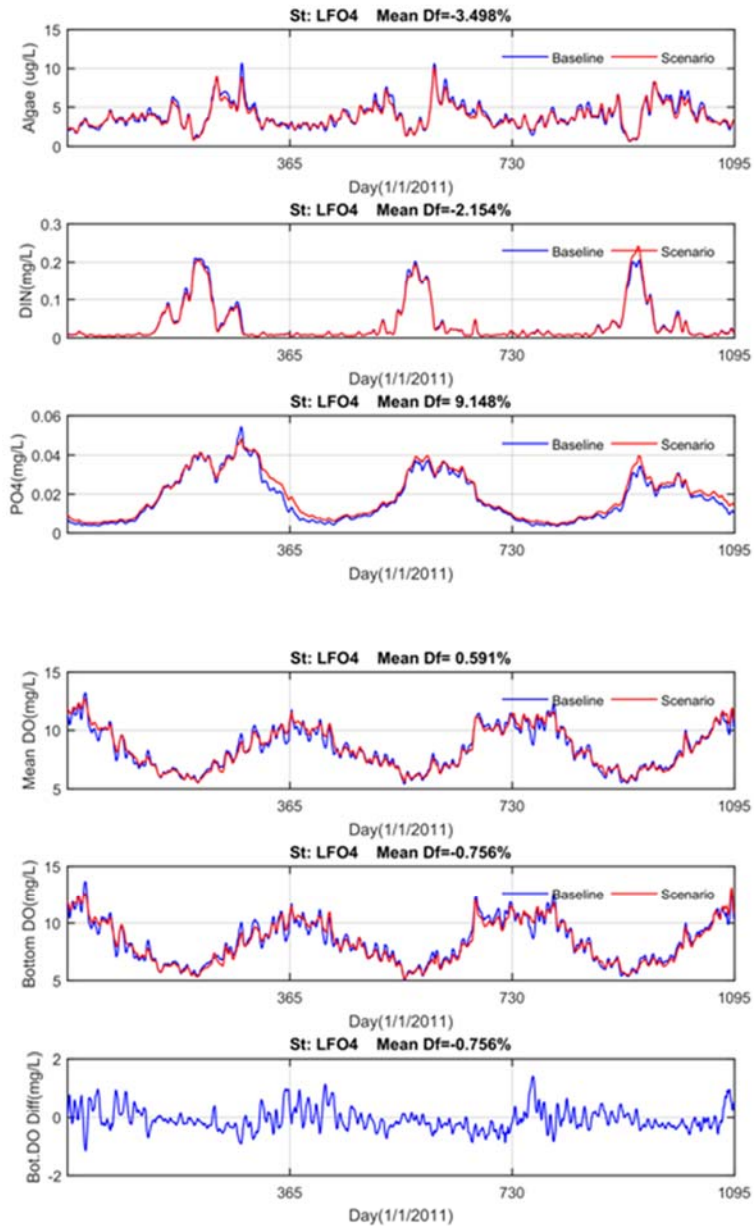 St: LFO4 Mean Df=-3.498%
15
10
5
0
Algae (ug/L)
Baseline Scenario
365 730 1095
Day(1/1/2011)
St: LFO4 Mean Df=-2.154%
0.3
0.2
0.1
0
DIN(mg/L)
Baseline Scenario
365 730 1095
Day(1/1/2011)
St: LFO4 Mean Df= 9.148%
0.06
0.04
0.02
0
PO4(mg/L)
Baseline Scenario
365 730 1095
Day(1/1/2011)
St: LFO4 Mean Df= 0.591%
15
10
5
Mean DO(mg/L)
Baseline Scenario
365 730 1095
Day(1/1/2011)
St: LFO4 Mean Df=-0.756%
15
10
5
Bottom DO(mg/L)
Baseline Scenario
365 730 1095
Day(1/1/2011)
St: LFO4 Mean Df=-0.756%
2
0
-2
Bot.DO Diff(mg/L)
365 730 1095
Day(1/1/2011)